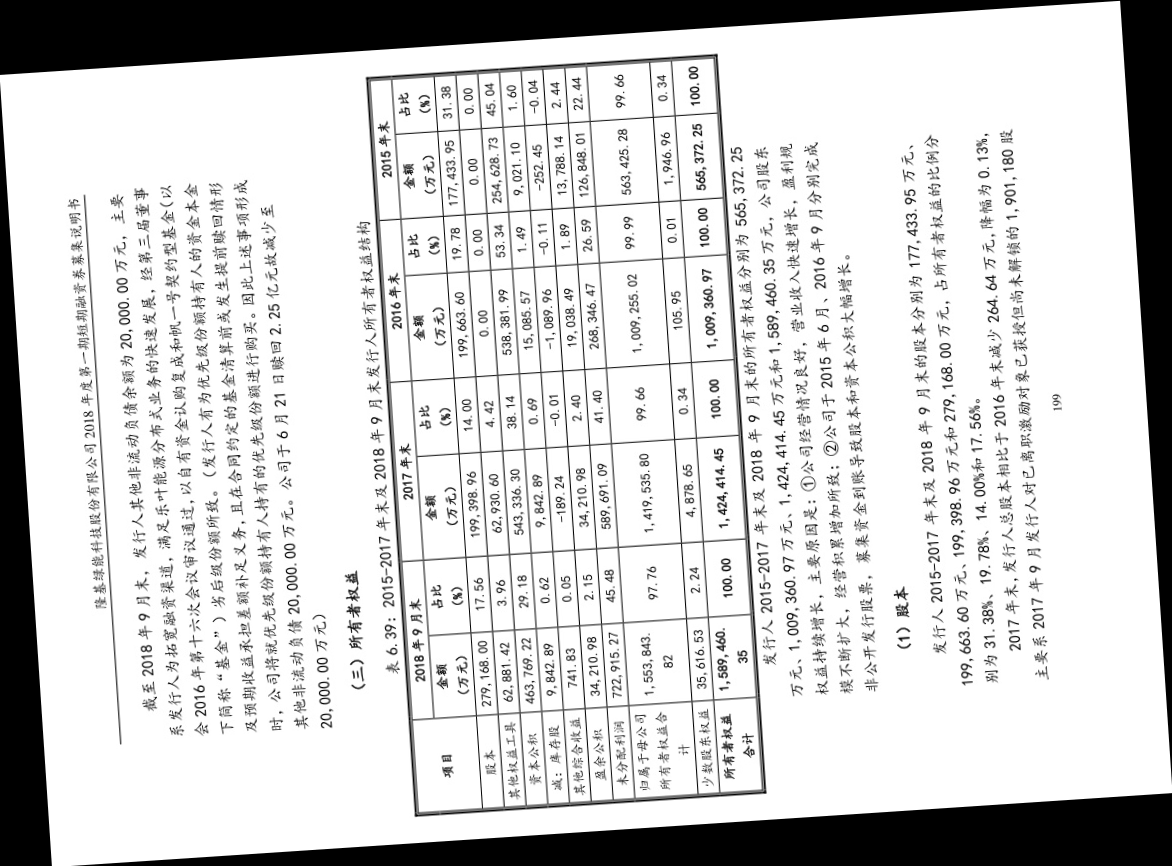 隆基绿能科技股份有限公司2018年度第一期短期融资券募集说明书
截至2018年9月末，发行人其他非流动负债余额为20,000.00万元，主要
系发行人为拓宽融资渠道，满足乐叶能源分布式业务的快速发展，经第三届董事
会2016年第十六次会议审议通过，以自有资金认购复成和帆一号契约型基金（以
下简称“基金”）劣后级份额所致。（发行人有为优先级份额持有人的资金本金
及预期收益承担差额补足义务，且在合同约定的基金清算前或发生提前赎回情形
时，公司将就优先级份额持有人持有的优先级份额进行购买。因此上述事项形成
其他非流动负债20,000.00万元。公司于6月21日赎回2.25亿元故减少至
20,000.00万元）
（三）所有者权益
表6.39：2015-2017年末及2018年9月末发行人所有者权益结构
项目 2018年9月末 2017年末 2016年末 2015年末
金额（万元） 占比（%） 金额（万元） 占比（%） 金额（万元） 占比（%） 金额（万元） 占比（%）
股本 279,168.00 17.56 199,398.96 14.00 199,663.60 19.78 177,433.95 31.38
其他权益工具 62,881.42 3.96 62,930.60 4.42 0.00 0.00 0.00 0.00
资本公积 463,769.22 29.18 543,336.30 38.14 538,381.99 53.34 254,628.73 45.04
减：库存股 9,842.89 0.62 9,842.89 0.69 15,085.57 1.49 9,021.10 1.60
其他综合收益 741.83 0.05 -189.24 -0.01 -1,089.96 -0.11 -252.45 -0.04
盈余公积 34,210.98 2.15 34,210.98 2.40 19,038.49 1.89 13,788.14 2.44
未分配利润 722,915.27 45.48 589,691.09 41.40 268,346.47 26.59 126,848.01 22.44
归属于母公司所有者权益合计 1,553,843.82 97.76 1,419,535.80 99.66 1,009,255.02 99.99 563,425.28 99.66
少数股东权益 35,616.53 2.24 4,878.65 0.34 105.95 0.01 1,946.96 0.34
所有者权益合计 1,589,460.35 100.00 1,424,414.45 100.00 1,009,360.97 100.00 565,372.25 100.00
发行人2015-2017年末及2018年9月末的所有者权益分别为565,372.25
万元、1,009,360.97万元、1,424,414.45万元和1,589,460.35万元，公司股东
权益持续增长，主要原因是：①公司经营情况良好，营业收入快速增长，盈利规
模不断扩大，经营积累增加所致；②公司于2015年6月、2016年9月分别完成
非公开发行股票，募集资金到账导致股本和资本公积大幅增长。
（1）股本
发行人2015-2017年末及2018年9月末的股本分别为177,433.95万元、
199,663.60万元、199,398.96万元和279,168.00万元，占所有者权益的比例分
别为31.38%、19.78%、14.00%和17.56%。
2017年末，发行人总股本相比于2016年末减少264.64万元，降幅为0.13%，
主要系2017年9月发行人对已离职激励对象已获授但尚未解锁的1,901,180股
199